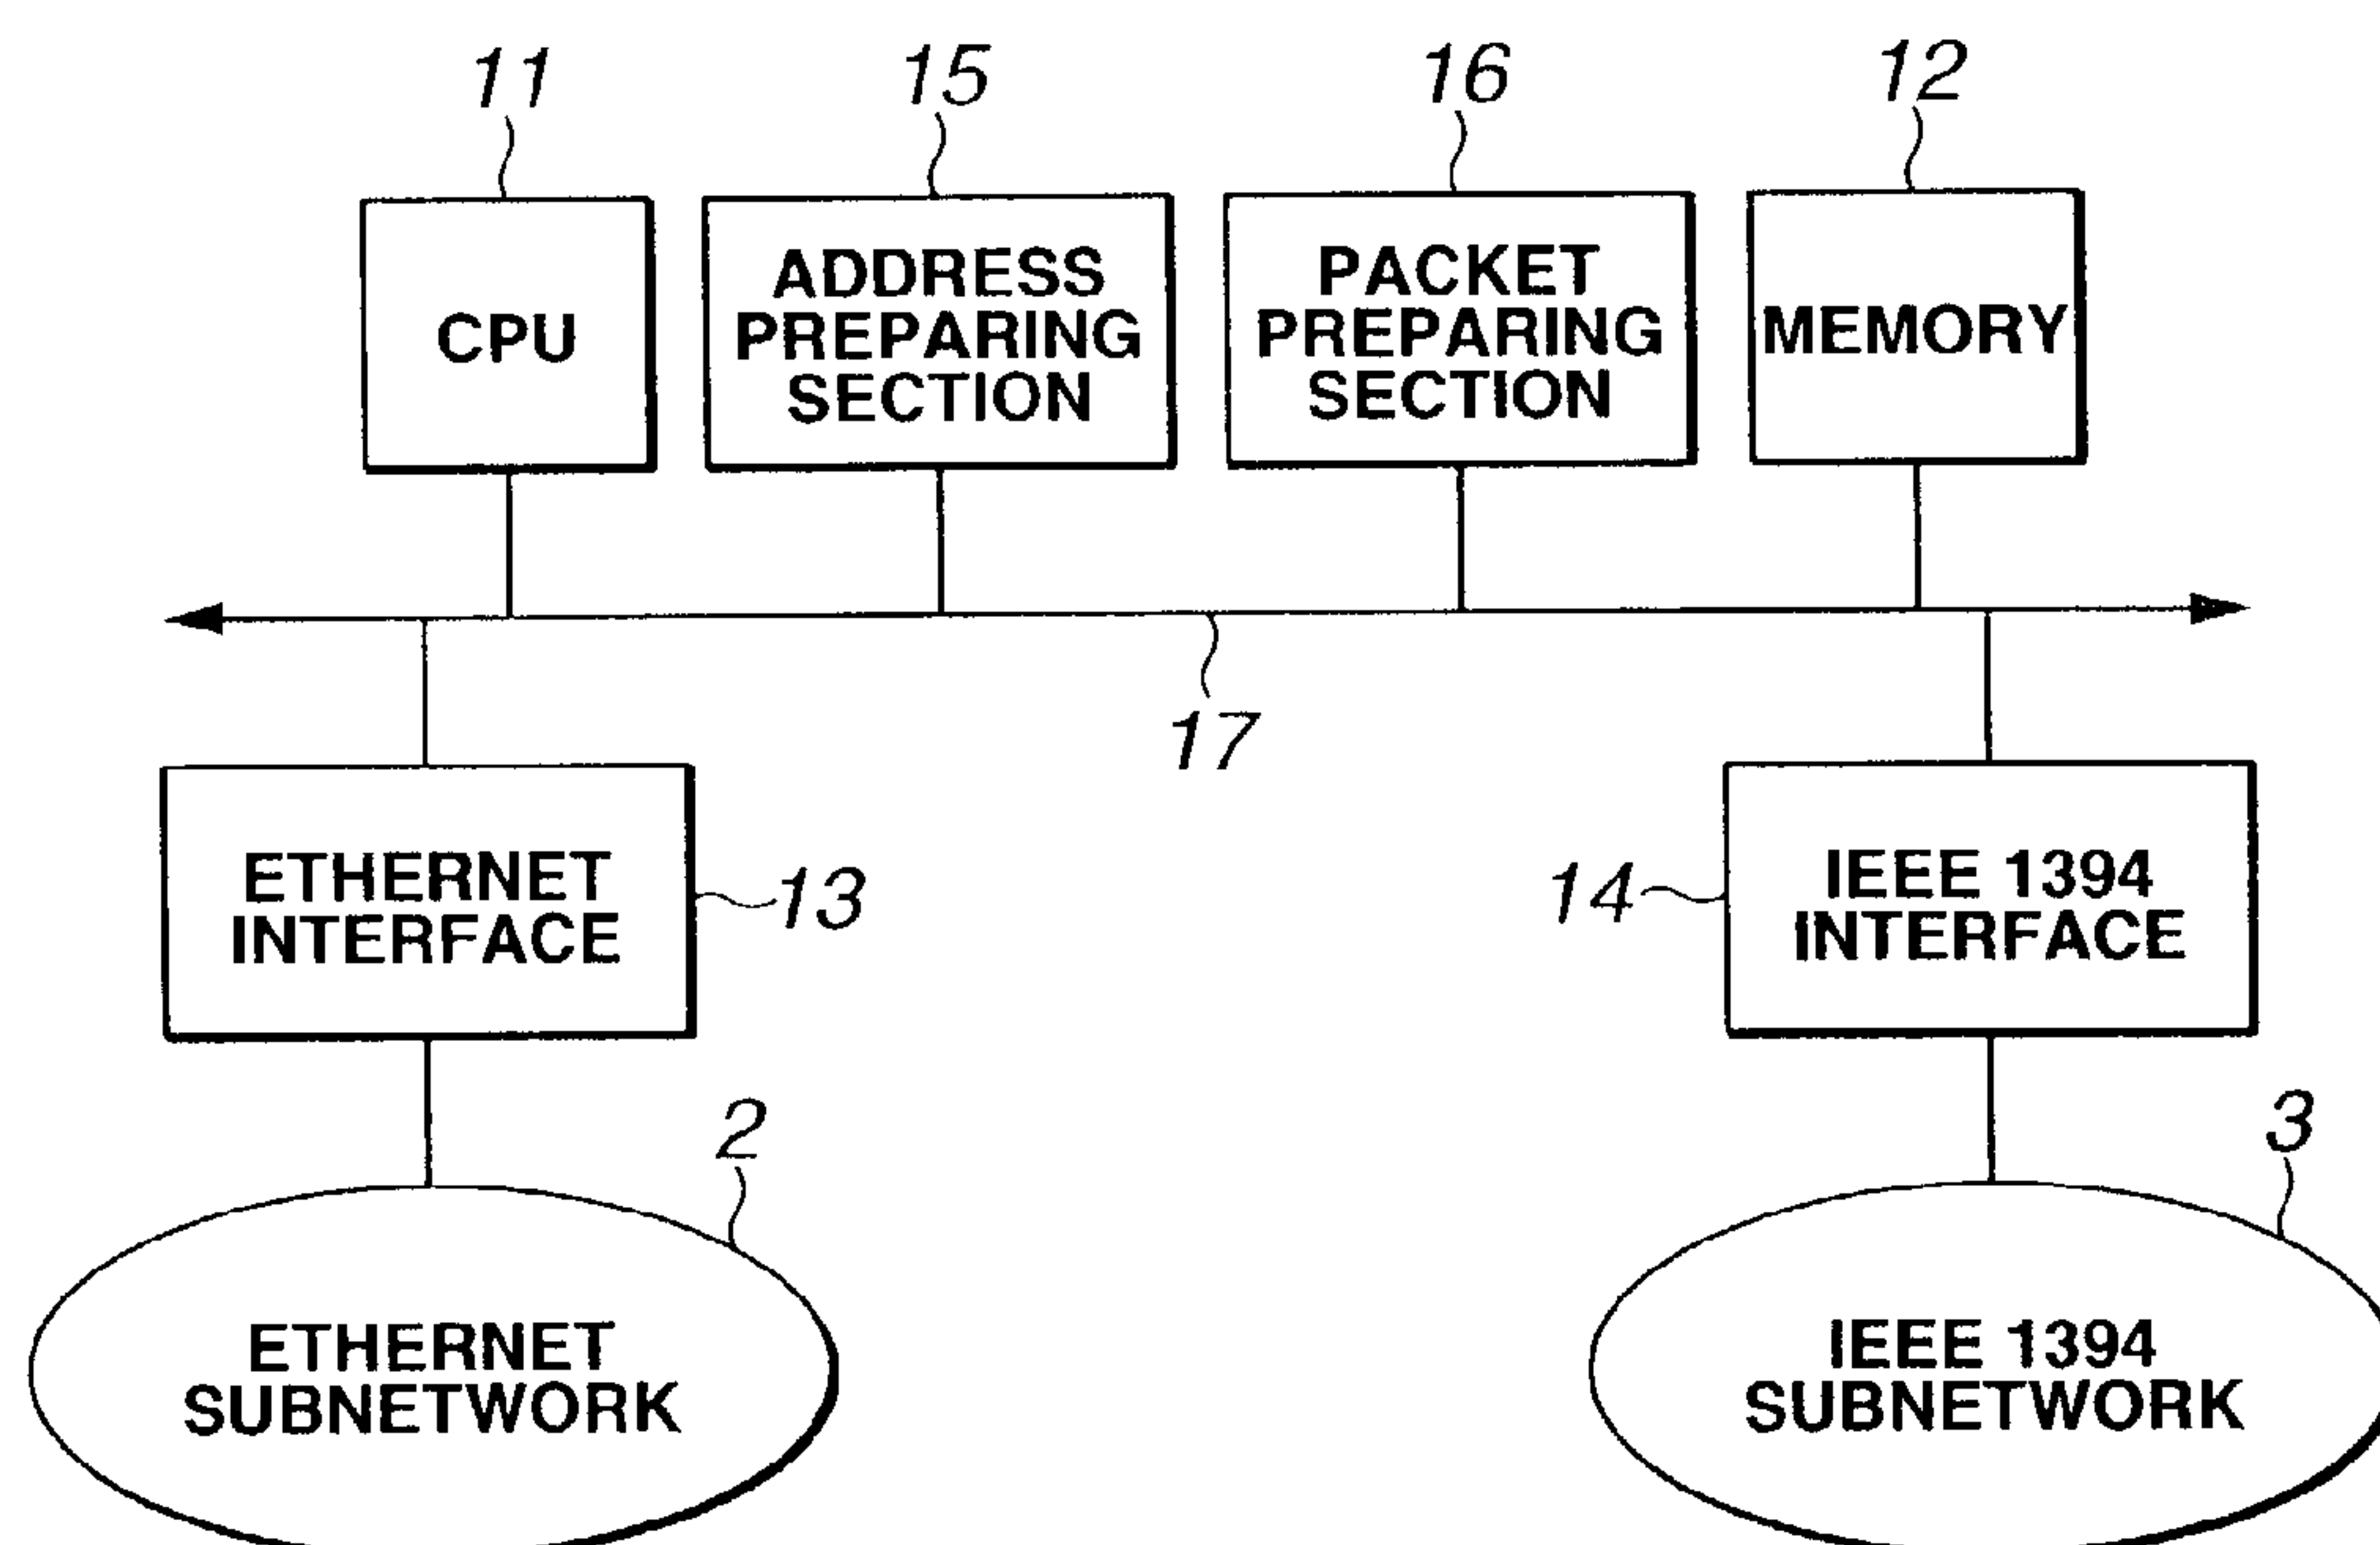 11
15
16
12
CPU
ADDRESS
PREPARING
SECTION
PACKET
PREPARING
SECTION
MEMORY
17
ETHERNET
INTERFACE
13
14
IEEE 1394
INTERFACE
2
3
ETHERNET
SUBNETWORK
IEEE 1394
SUBNETWORK